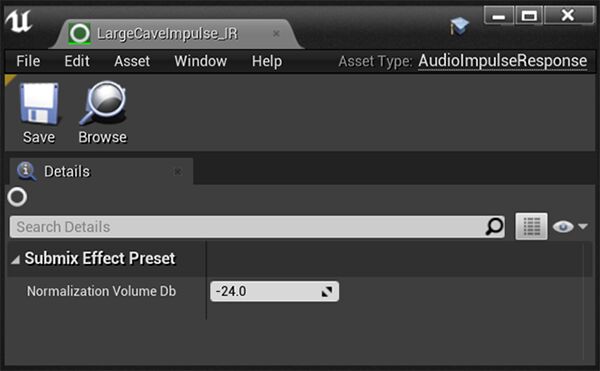 LargeCaveImpulse_IR
File Edit Asset Window Help Asset Type: AudioImpulseResponse
Save Browse
Details
Search Details
Submix Effect Preset
Normalization Volume Db -24.0